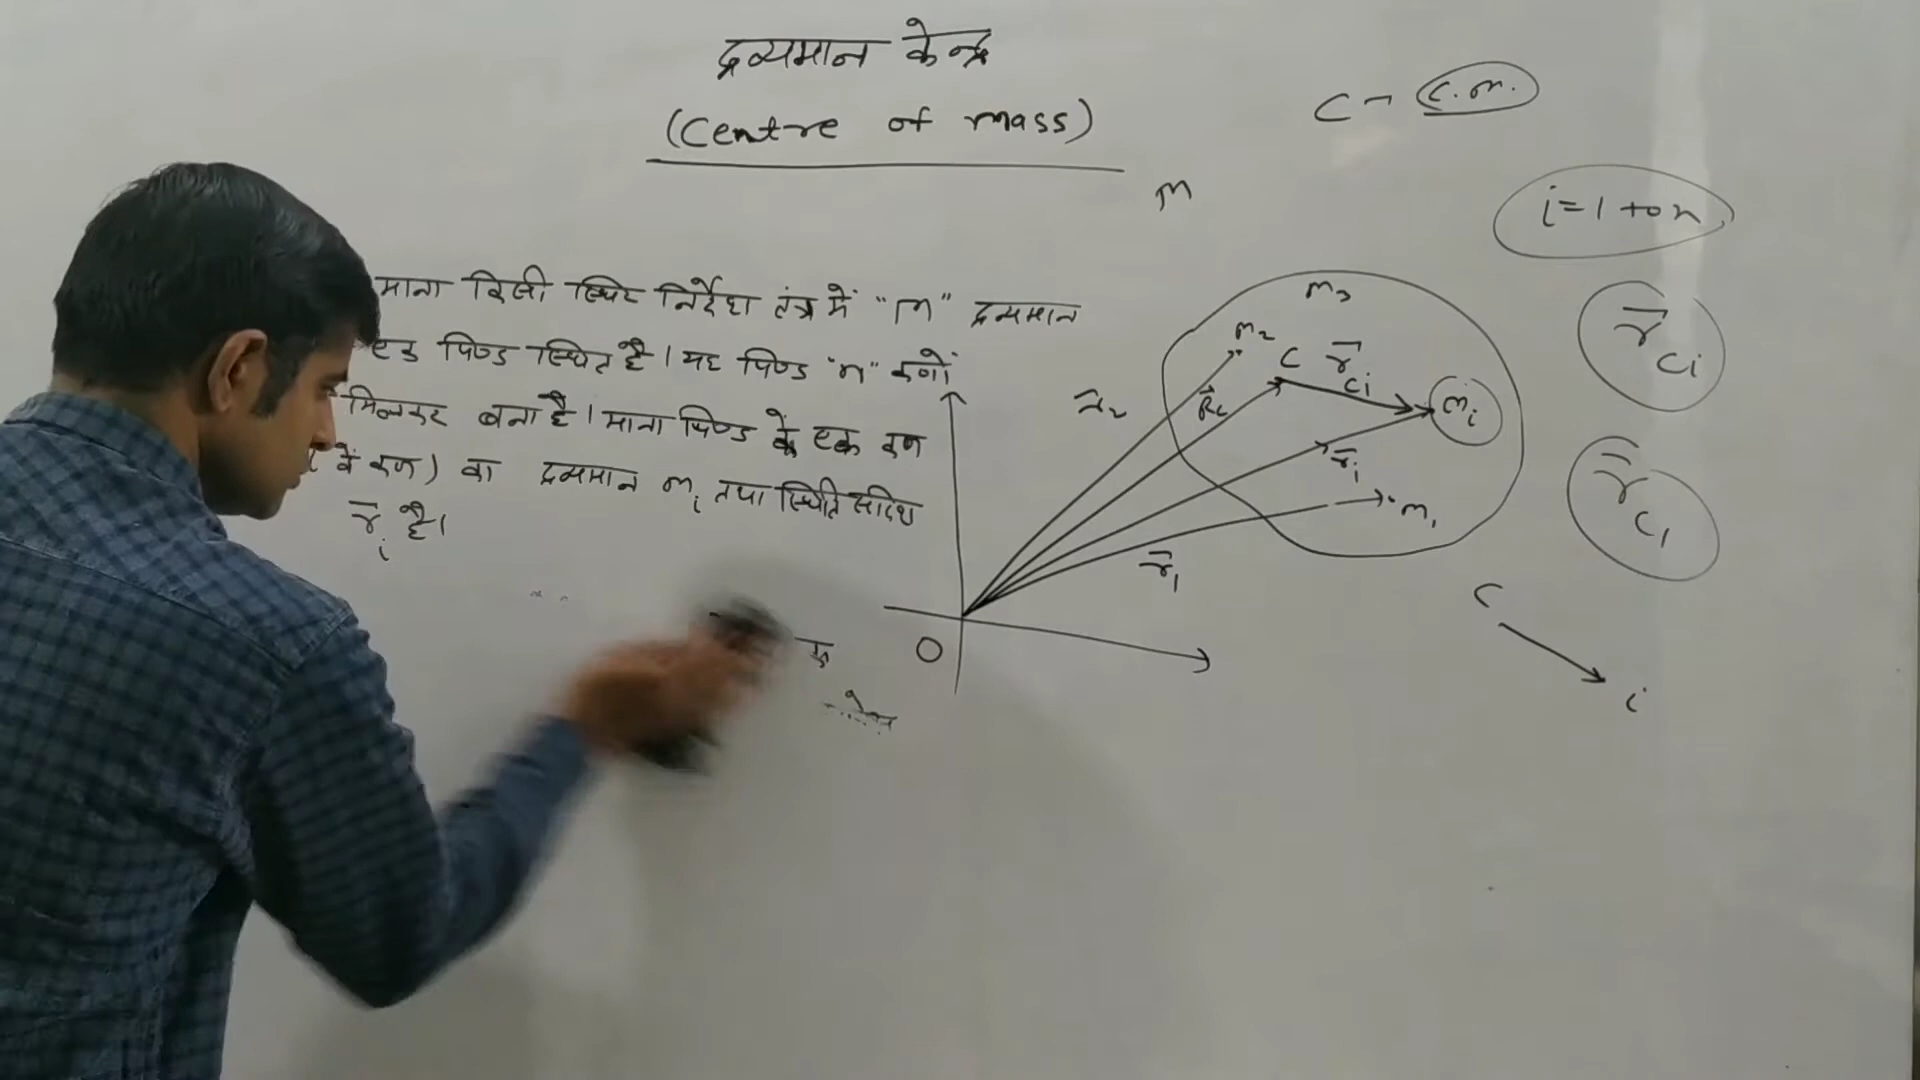 द्रव्यमान केन्द्र
(Centre of mass)
C - C.m.
m
i = 1 to n
माना किसी स्थिर निर्देश तंत्र में "M" द्रव्यमान
एक पिण्ड स्थित है। यह पिण्ड "n" कणों
मिलकर बना है। माना पिण्ड के एक कण
i वें कण) का द्रव्यमान mᵢ तथा स्थिति सदिश
r⃗ᵢ है।
m₃
m₂
C r⃗ci
mᵢ
r⃗₂
R⃗c
r⃗ᵢ
m₁
r⃗₁
O
r⃗ci
r⃗c₁
C
i